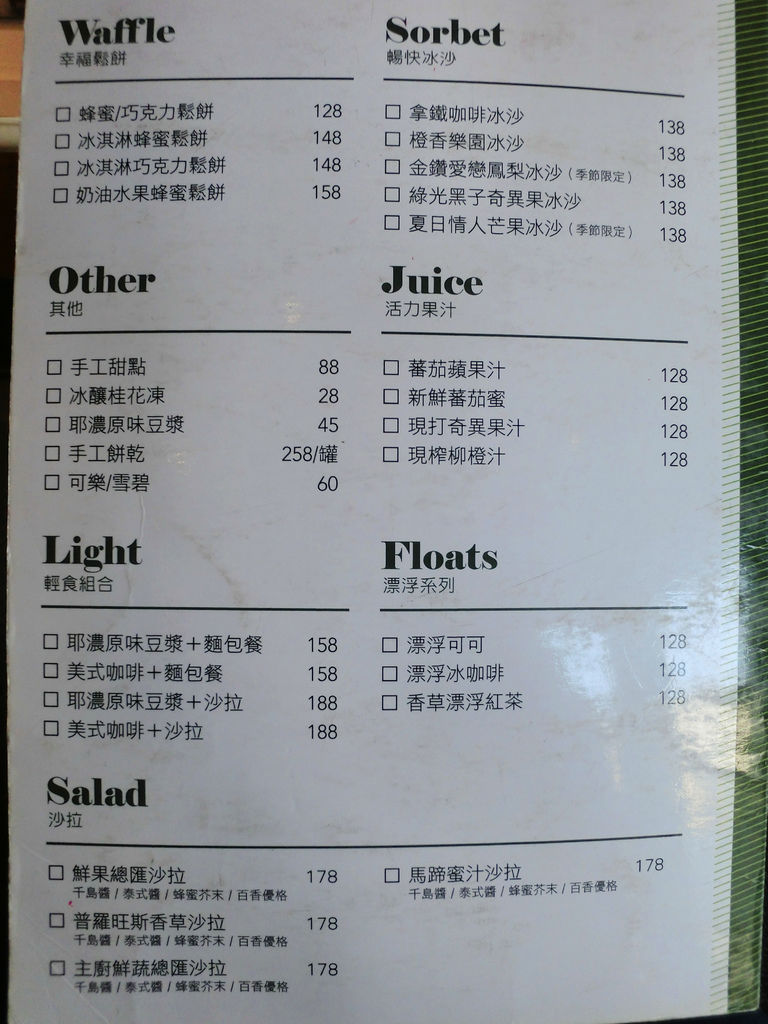 Waffle
幸福鬆餅
☐ 蜂蜜/巧克力鬆餅 128
☐ 冰淇淋蜂蜜鬆餅 148
☐ 冰淇淋巧克力鬆餅 148
☐ 奶油水果蜂蜜鬆餅 158
Sorbet
暢快冰沙
☐ 拿鐵咖啡冰沙 138
☐ 橙香樂園冰沙 138
☐ 金鑽愛戀鳳梨冰沙(季節限定) 138
☐ 綠光黑子奇異果冰沙 138
☐ 夏日情人芒果冰沙(季節限定) 138
Other
其他
☐ 手工甜點 88
☐ 冰釀桂花凍 28
☐ 耶濃原味豆漿 45
☐ 手工餅乾 258/罐
☐ 可樂/雪碧 60
Juice
活力果汁
☐ 蕃茄蘋果汁 128
☐ 新鮮蕃茄蜜 128
☐ 現打奇異果汁 128
☐ 現榨柳橙汁 128
Light
輕食組合
☐ 耶濃原味豆漿+麵包餐 158
☐ 美式咖啡+麵包餐 158
☐ 耶濃原味豆漿+沙拉 188
☐ 美式咖啡+沙拉 188
Floats
漂浮系列
☐ 漂浮可可 128
☐ 漂浮冰咖啡 128
☐ 香草漂浮紅茶 128
Salad
沙拉
☐ 鮮果總匯沙拉 178
千島醬/泰式醬/蜂蜜芥末/百香優格
☐ 普羅旺斯香草沙拉 178
千島醬/泰式醬/蜂蜜芥末/百香優格
☐ 主廚鮮蔬總匯沙拉 178
千島醬/泰式醬/蜂蜜芥末/百香優格
☐ 馬蹄蜜汁沙拉 178
千島醬/泰式醬/蜂蜜芥末/百香優格